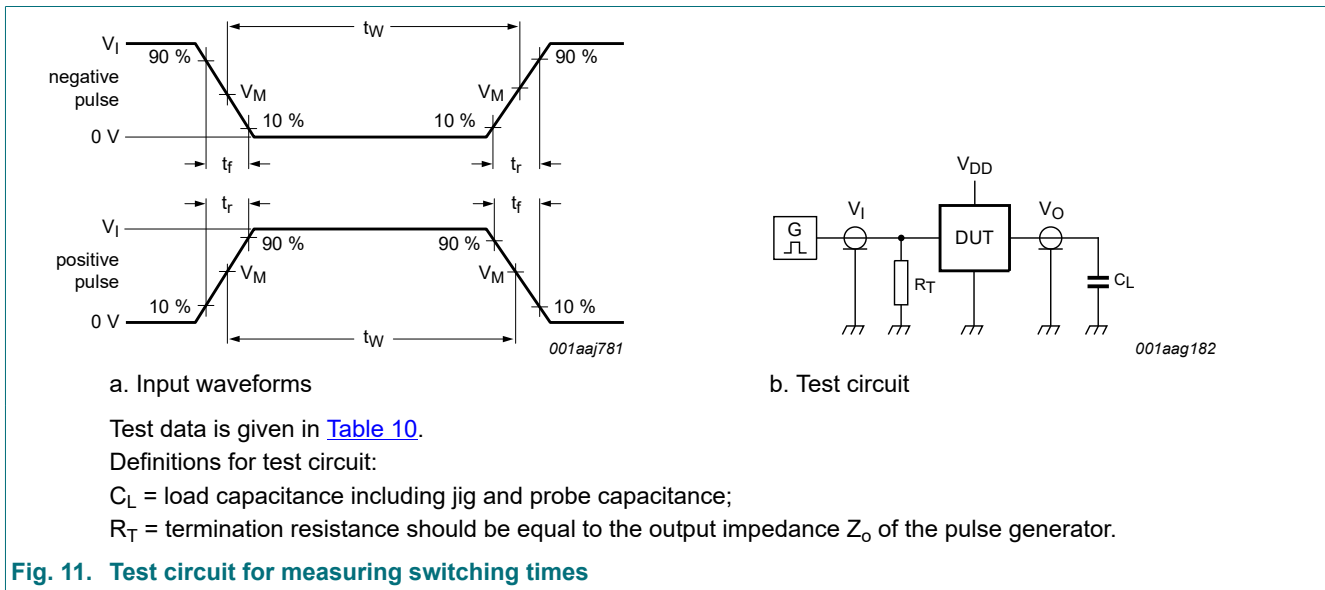 t_W
V_I
90 %
90 %
negative
pulse
V_M
V_M
10 %
10 %
0 V
t_f
t_r
t_r
t_f
V_I
90 %
90 %
positive
pulse
V_M
V_M
10 %
10 %
0 V
t_W
001aaj781
V_DD
V_I
V_O
G
DUT
R_T
C_L
001aag182
a. Input waveforms
b. Test circuit
Test data is given in Table 10.
Definitions for test circuit:
C_L = load capacitance including jig and probe capacitance;
R_T = termination resistance should be equal to the output impedance Z_o of the pulse generator.
Fig. 11. Test circuit for measuring switching times